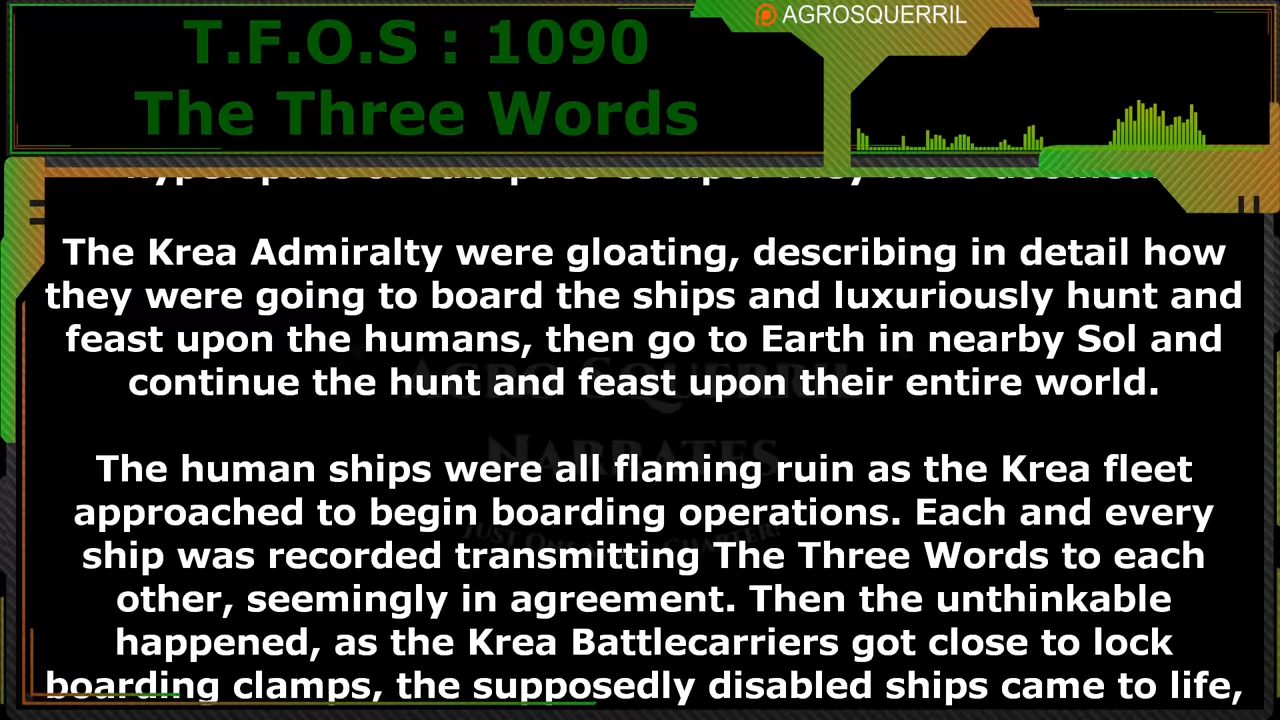 AGROSQUERRIL
T.F.O.S : 1090
The Three Words
The Krea Admiralty were gloating, describing in detail how
they were going to board the ships and luxuriously hunt and
feast upon the humans, then go to Earth in nearby Sol and
continue the hunt and feast upon their entire world.
AGRO SQUERRIL
The human ships were all flaming ruin as the Krea fleet
NARRATES
approached to begin boarding operations. Each and every
ship was recorded transmitting The Three Words to each
other, seemingly in agreement. Then the unthinkable
happened, as the Krea Battlecarriers got close to lock
boarding clamps, the supposedly disabled ships came to life,